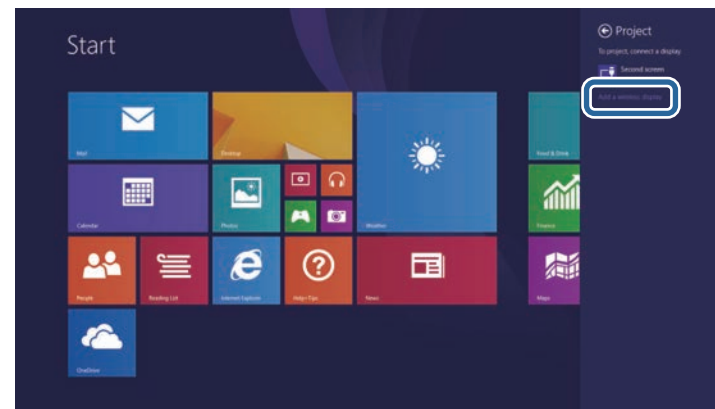 Start
Project
To project, connect a display
Second screen
Add a wireless display
Mail
Desktop
Food & Drink
Calendar
Photos
Weather
Finance
People
Reading List
Internet Explorer
Help+Tips
News
Maps
OneDrive